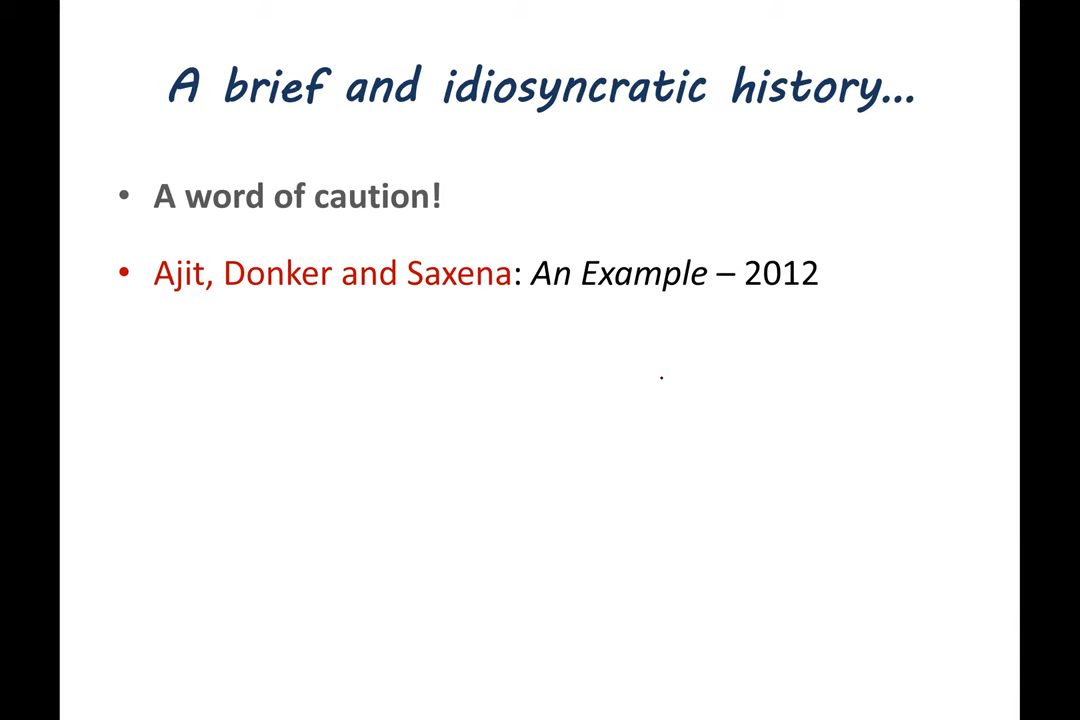 A brief and idiosyncratic history...
• A word of caution!
• Ajit, Donker and Saxena: An Example – 2012